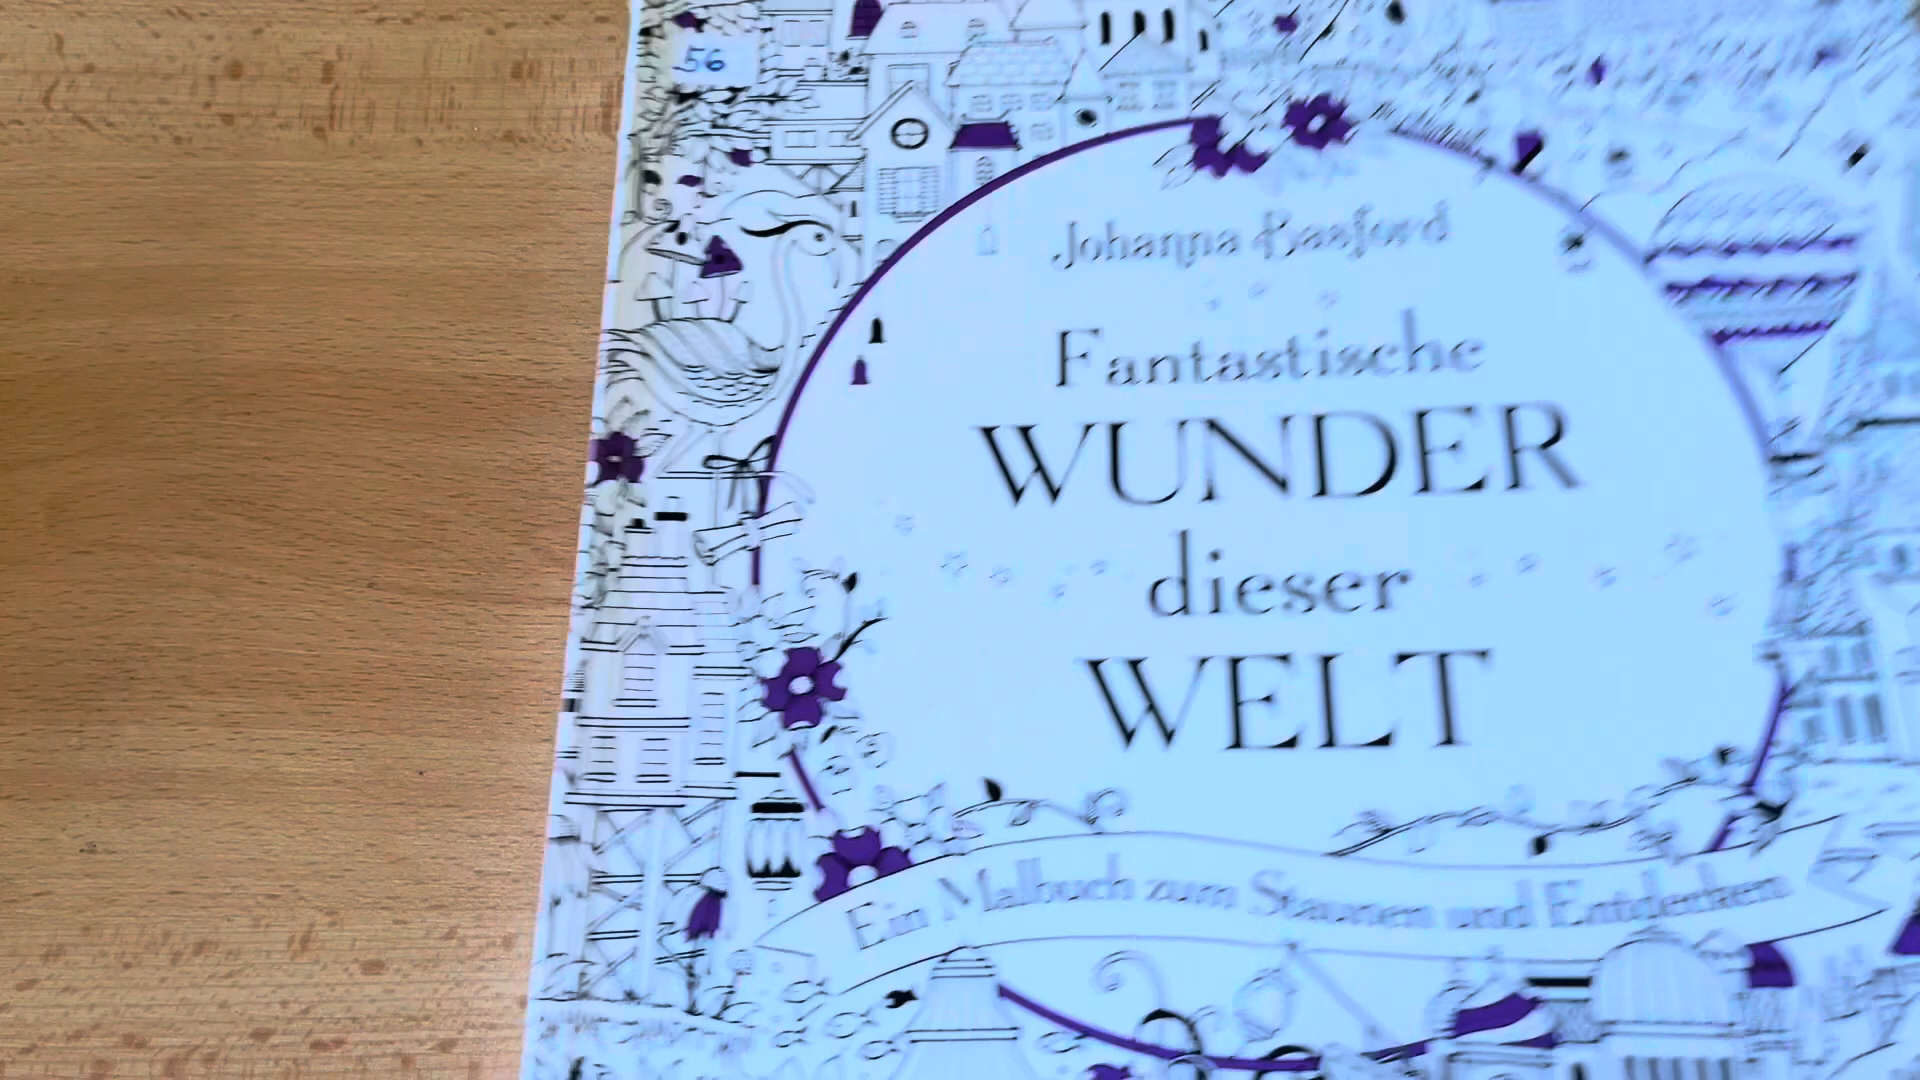 56
Johanna Basford
Fantastische
WUNDER
dieser
WELT
Ein Malbuch zum Staunen und Entdecken